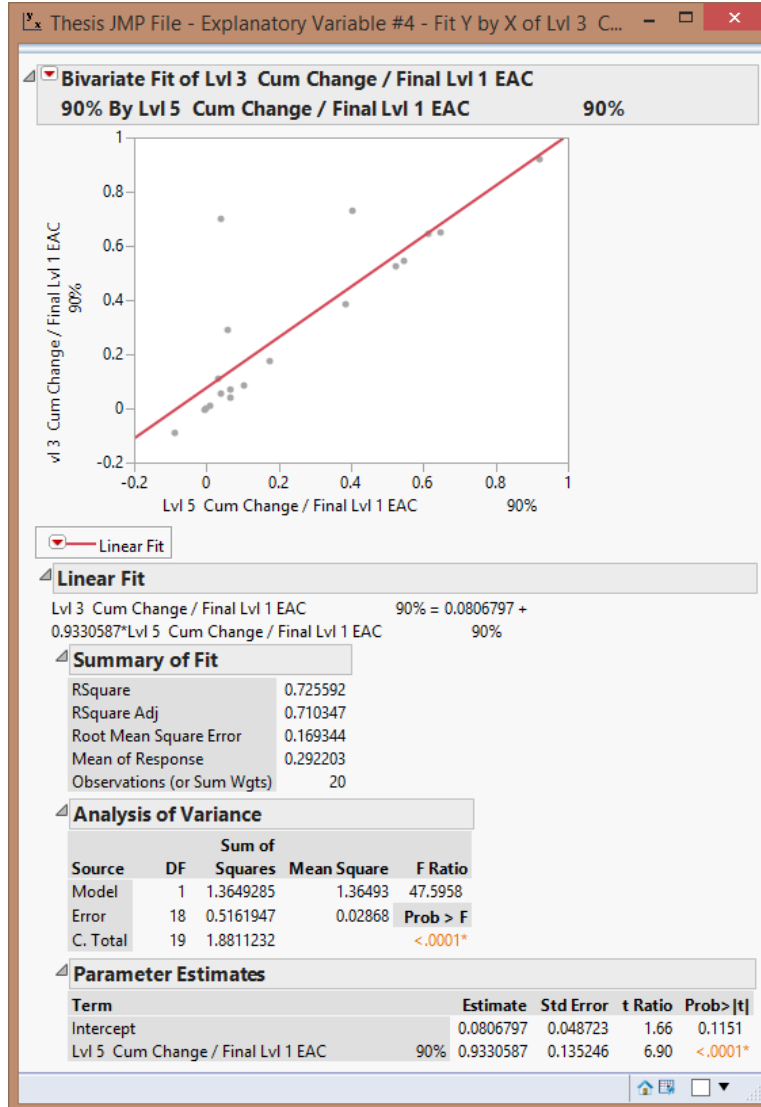 Thesis JMP File - Explanatory Variable #4 - Fit Y by X of Lvl 3 C...
Bivariate Fit of Lvl 3 Cum Change / Final Lvl 1 EAC
90% By Lvl 5 Cum Change / Final Lvl 1 EAC 90%
vl 3 Cum Change / Final Lvl 1 EAC
90%
1
0.8
0.6
0.4
0.2
0
-0.2
-0.2 0 0.2 0.4 0.6 0.8 1
Lvl 5 Cum Change / Final Lvl 1 EAC 90%
Linear Fit
Linear Fit
Lvl 3 Cum Change / Final Lvl 1 EAC 90% = 0.0806797 +
0.9330587*Lvl 5 Cum Change / Final Lvl 1 EAC 90%
Summary of Fit
RSquare 0.725592
RSquare Adj 0.710347
Root Mean Square Error 0.169344
Mean of Response 0.292203
Observations (or Sum Wgts) 20
Analysis of Variance
Sum of
Source DF Squares Mean Square F Ratio
Model 1 1.3649285 1.36493 47.5958
Error 18 0.5161947 0.02868 Prob > F
C. Total 19 1.8811232 <.0001*
Parameter Estimates
Term Estimate Std Error t Ratio Prob>|t|
Intercept 0.0806797 0.048723 1.66 0.1151
Lvl 5 Cum Change / Final Lvl 1 EAC 90% 0.9330587 0.135246 6.90 <.0001*